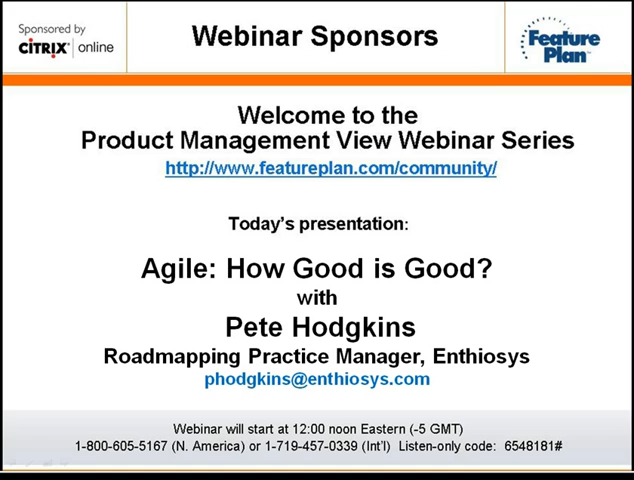 Sponsored by
CİTRIX® | online
Webinar Sponsors
Feature
Plan™
Welcome to the
Product Management View Webinar Series
http://www.featureplan.com/community/
Today's presentation:
Agile: How Good is Good?
with
Pete Hodgkins
Roadmapping Practice Manager, Enthiosys
phodgkins@enthiosys.com
Webinar will start at 12:00 noon Eastern (-5 GMT)
1-800-605-5167 (N. America) or 1-719-457-0339 (Int'l)  Listen-only code:  6548181#